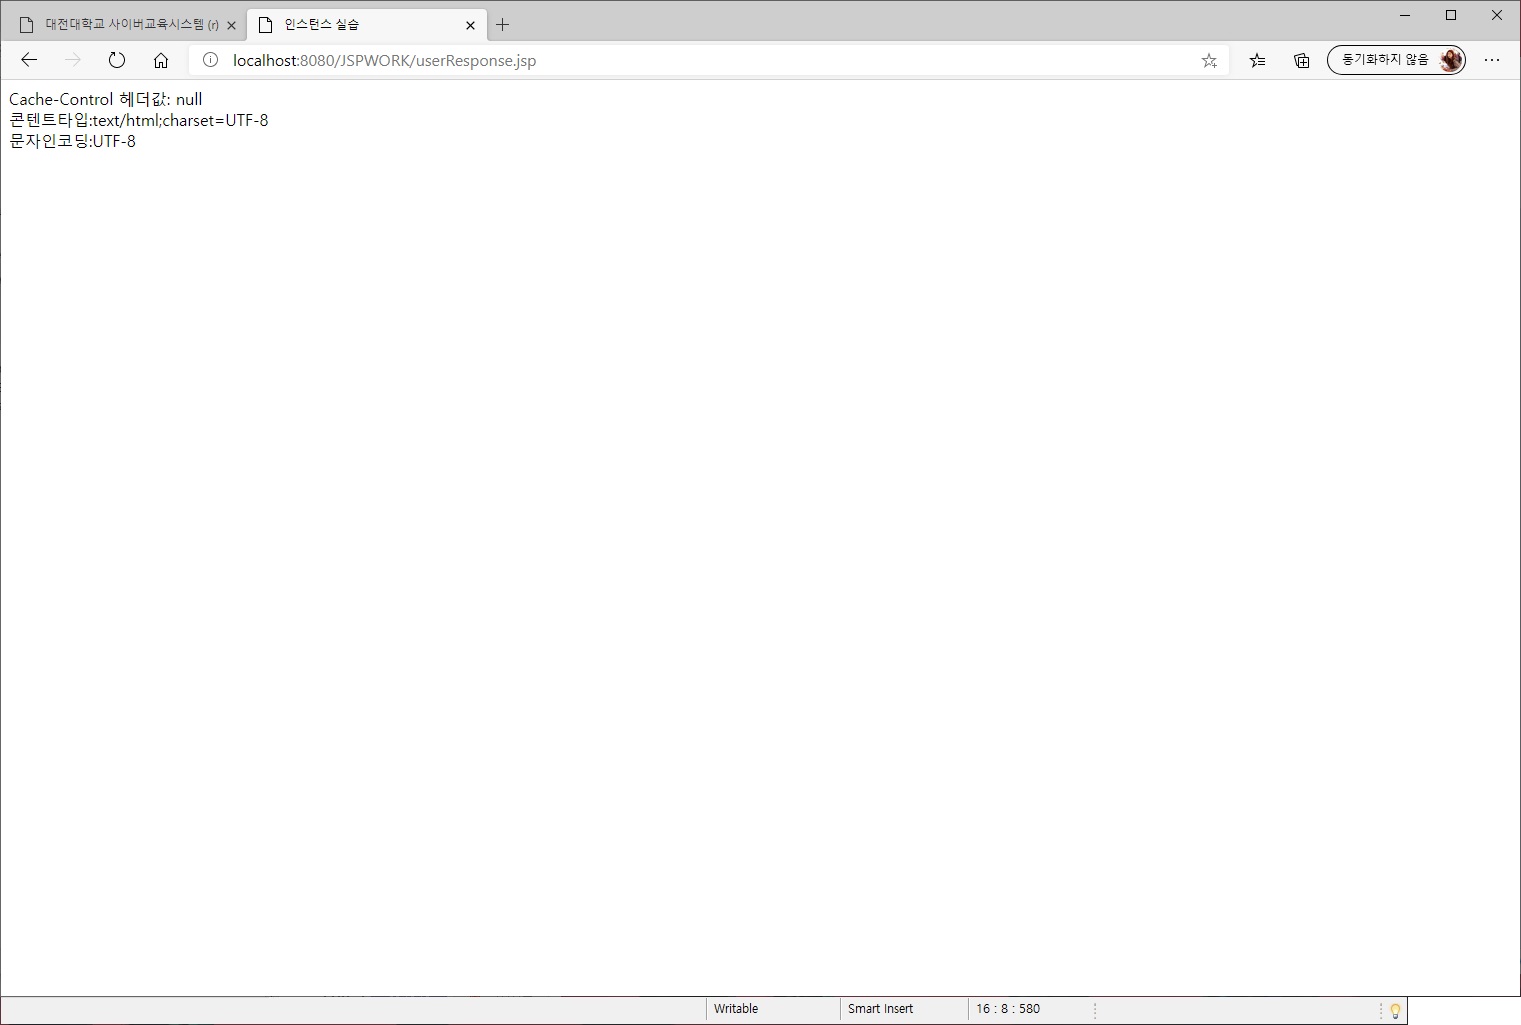 대전대학교 사이버교육시스템 (r)
인스턴스 실습
localhost:8080/JSPWORK/userResponse.jsp
동기화하지 않음
Cache-Control 헤더값: null
콘텐트타입:text/html;charset=UTF-8
문자인코딩:UTF-8
Writable
Smart Insert
16 : 8 : 580